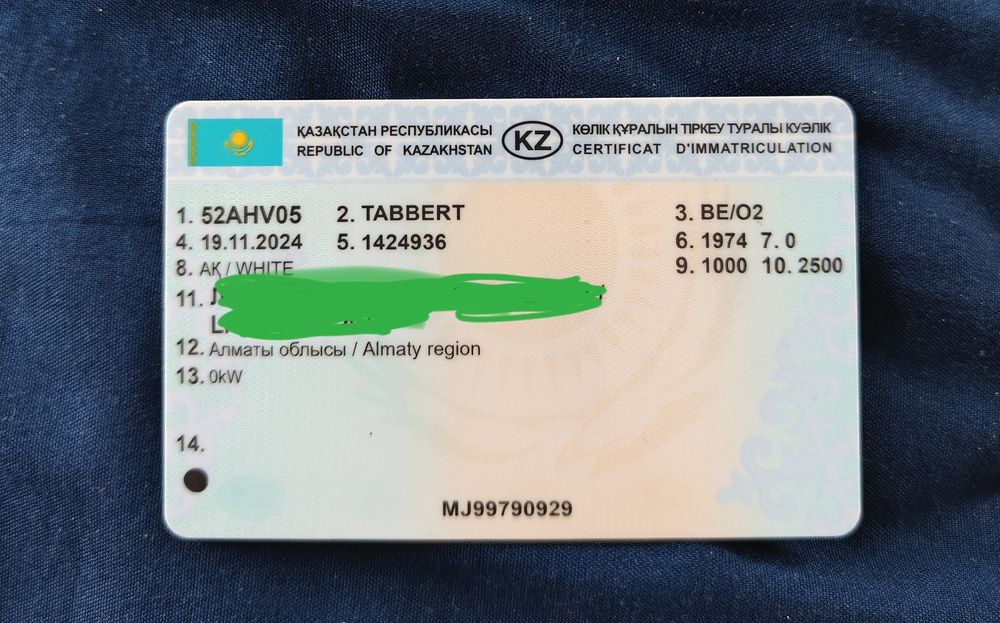 ҚАЗАҚСТАН РЕСПУБЛИКАСЫ
REPUBLIC OF KAZAKHSTAN
KZ
КӨЛІК ҚҰРАЛЫН ТІРКЕУ ТУРАЛЫ КУӘЛІК
CERTIFICAT D'IMMATRICULATION
1. 52AHV05 2. TABBERT 3. BE/O2
4. 19.11.2024 5. 1424936 6. 1974 7. 0
8. АҚ / WHITE 9. 1000 10. 2500
11.
12. Алматы облысы / Almaty region
13. 0kW
14.
MJ99790929